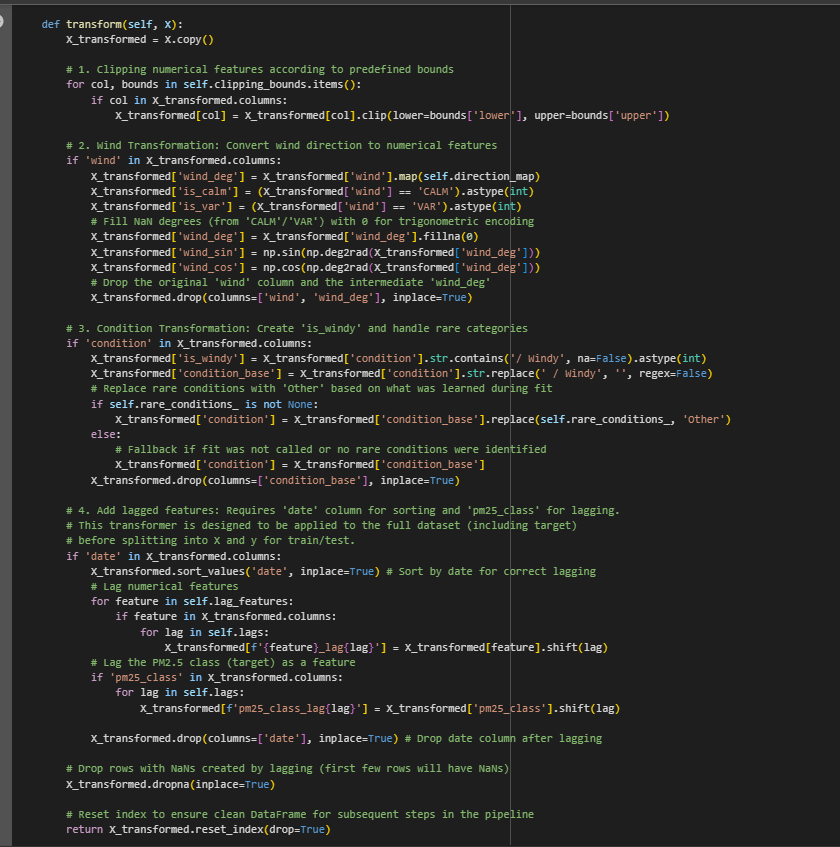 def transform(self, X):
    X_transformed = X.copy()

    # 1. Clipping numerical features according to predefined bounds
    for col, bounds in self.clipping_bounds.items():
        if col in X_transformed.columns:
            X_transformed[col] = X_transformed[col].clip(lower=bounds['lower'], upper=bounds['upper'])

    # 2. Wind Transformation: Convert wind direction to numerical features
    if 'wind' in X_transformed.columns:
        X_transformed['wind_deg'] = X_transformed['wind'].map(self.direction_map)
        X_transformed['is_calm'] = (X_transformed['wind'] == 'CALM').astype(int)
        X_transformed['is_var'] = (X_transformed['wind'] == 'VAR').astype(int)
        # Fill NaN degrees (from 'CALM'/'VAR') with 0 for trigonometric encoding
        X_transformed['wind_deg'] = X_transformed['wind_deg'].fillna(0)
        X_transformed['wind_sin'] = np.sin(np.deg2rad(X_transformed['wind_deg']))
        X_transformed['wind_cos'] = np.cos(np.deg2rad(X_transformed['wind_deg']))
        # Drop the original 'wind' column and the intermediate 'wind_deg'
        X_transformed.drop(columns=['wind', 'wind_deg'], inplace=True)

    # 3. Condition Transformation: Create 'is_windy' and handle rare categories
    if 'condition' in X_transformed.columns:
        X_transformed['is_windy'] = X_transformed['condition'].str.contains('/ Windy', na=False).astype(int)
        X_transformed['condition_base'] = X_transformed['condition'].str.replace(' / Windy', '', regex=False)
        # Replace rare conditions with 'Other' based on what was learned during fit
        if self.rare_conditions_ is not None:
            X_transformed['condition'] = X_transformed['condition_base'].replace(self.rare_conditions_, 'Other')
        else:
            # Fallback if fit was not called or no rare conditions were identified
            X_transformed['condition'] = X_transformed['condition_base']
        X_transformed.drop(columns=['condition_base'], inplace=True)

    # 4. Add lagged features: Requires 'date' column for sorting and 'pm25_class' for lagging.
    # This transformer is designed to be applied to the full dataset (including target)
    # before splitting into X and y for train/test.
    if 'date' in X_transformed.columns:
        X_transformed.sort_values('date', inplace=True) # Sort by date for correct lagging
        # Lag numerical features
        for feature in self.lag_features:
            if feature in X_transformed.columns:
                for lag in self.lags:
                    X_transformed[f'{feature}_lag{lag}'] = X_transformed[feature].shift(lag)
        # Lag the PM2.5 class (target) as a feature
        if 'pm25_class' in X_transformed.columns:
            for lag in self.lags:
                X_transformed[f'pm25_class_lag{lag}'] = X_transformed['pm25_class'].shift(lag)

        X_transformed.drop(columns=['date'], inplace=True) # Drop date column after lagging

    # Drop rows with NaNs created by lagging (first few rows will have NaNs)
    X_transformed.dropna(inplace=True)

    # Reset index to ensure clean DataFrame for subsequent steps in the pipeline
    return X_transformed.reset_index(drop=True)